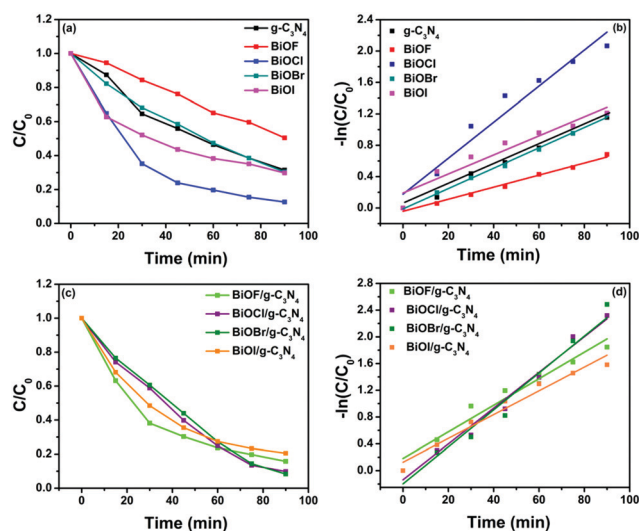 (a)
g-C₃N₄
BiOF
BiOCl
BiOBr
BiOI
C/C₀
1.2
1.0
0.8
0.6
0.4
0.2
0.0
0 20 40 60 80 100
Time (min)
(b)
g-C₃N₄
BiOF
BiOCl
BiOBr
BiOI
-ln(C/C₀)
2.4
1.8
1.2
0.6
0.0
0 20 40 60 80 100
Time (min)
(c)
BiOF/g-C₃N₄
BiOCl/g-C₃N₄
BiOBr/g-C₃N₄
BiOI/g-C₃N₄
C/C₀
1.2
1.0
0.8
0.6
0.4
0.2
0.0
0 20 40 60 80 100
Time (min)
(d)
BiOF/g-C₃N₄
BiOCl/g-C₃N₄
BiOBr/g-C₃N₄
BiOI/g-C₃N₄
-ln(C/C₀)
2.8
2.4
2.0
1.6
1.2
0.8
0.4
0.0
0 20 40 60 80 100
Time (min)